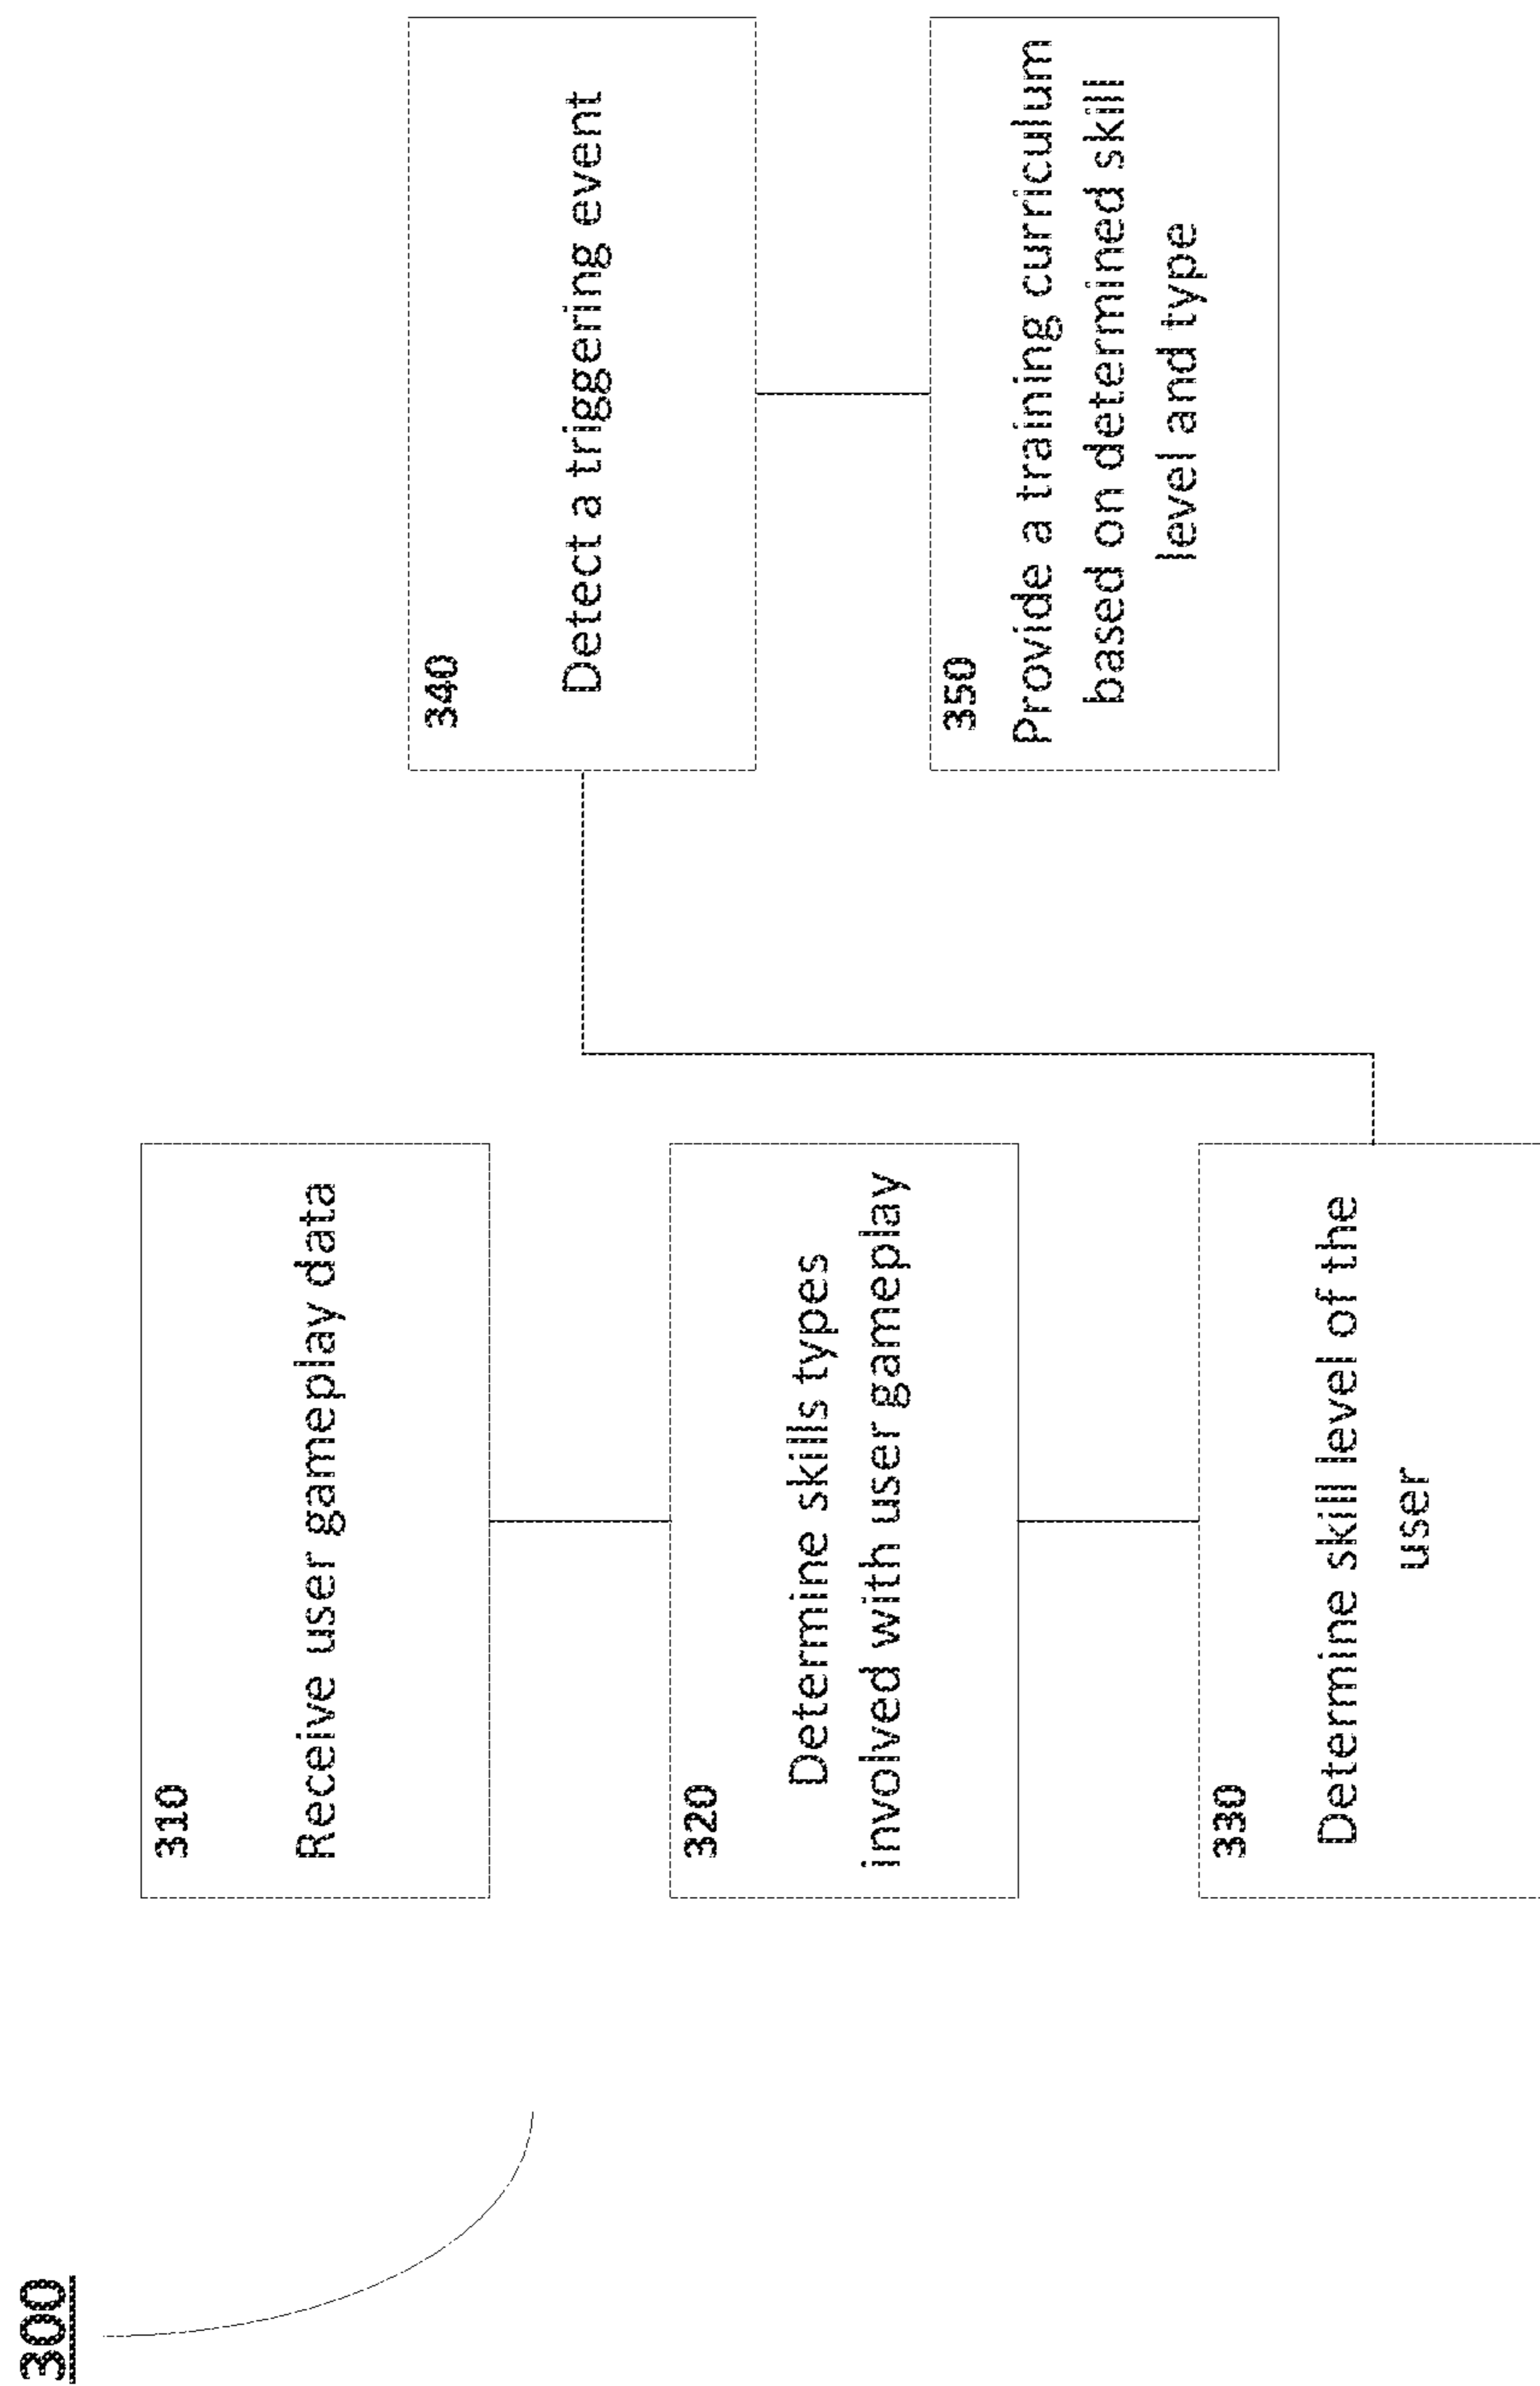 300
310
Receive user gameplay data
320
Determine skills types
involved with user gameplay
330
Determine skill level of the
user
340
Detect a triggering event
350
Provide a training curriculum
based on determined skill
level and type